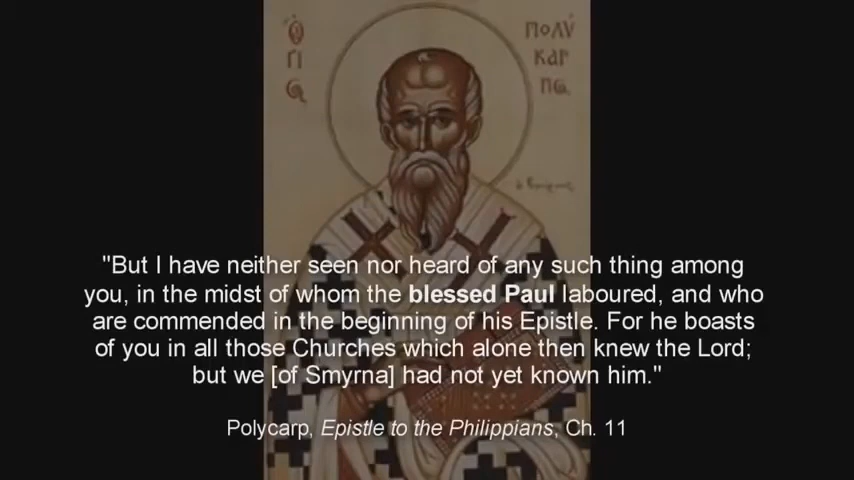 Ὁ
ΓΙ
ΠΟΛΎ
ΚΑΡ
ΠΩ.
"But I have neither seen nor heard of any such thing among
you, in the midst of whom the blessed Paul laboured, and who
are commended in the beginning of his Epistle. For he boasts
of you in all those Churches which alone then knew the Lord;
but we [of Smyrna] had not yet known him."
Polycarp, Epistle to the Philippians, Ch. 11